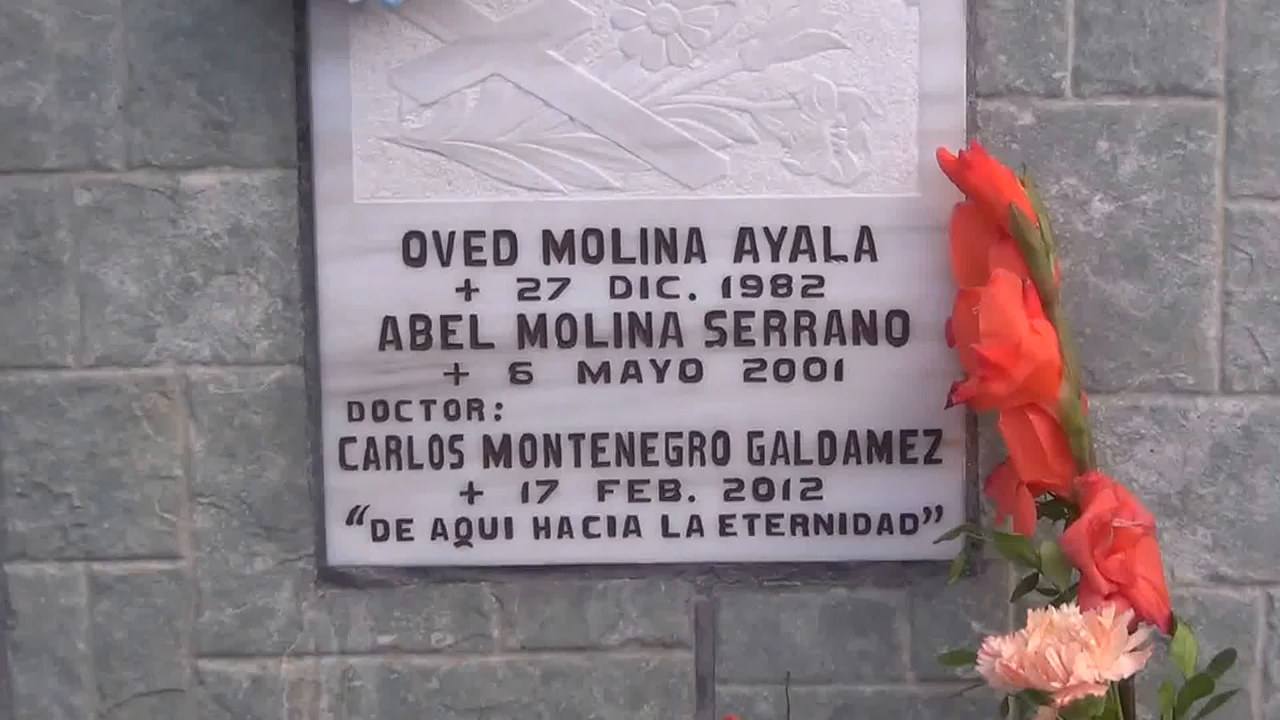 OVED MOLINA AYALA
+ 27 DIC. 1982
ABEL MOLINA SERRANO
+ 6 MAYO 2001
DOCTOR:
CARLOS MONTENEGRO GALDAMEZ
+ 17 FEB. 2012
“DE AQUI HACIA LA ETERNIDAD”